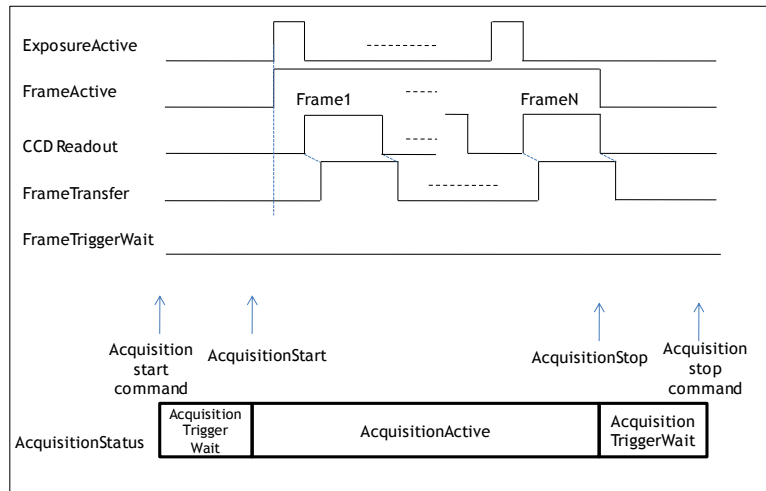 ExposureActive
FrameActive
Frame1
FrameN
CCD Readout
FrameTransfer
FrameTriggerWait
Acquisition
start
command
AcquisitionStart
AcquisitionStop
Acquisition
stop
command
AcquisitionStatus
Acquisition
Trigger
Wait
AcquisitionActive
Acquisition
TriggerWait